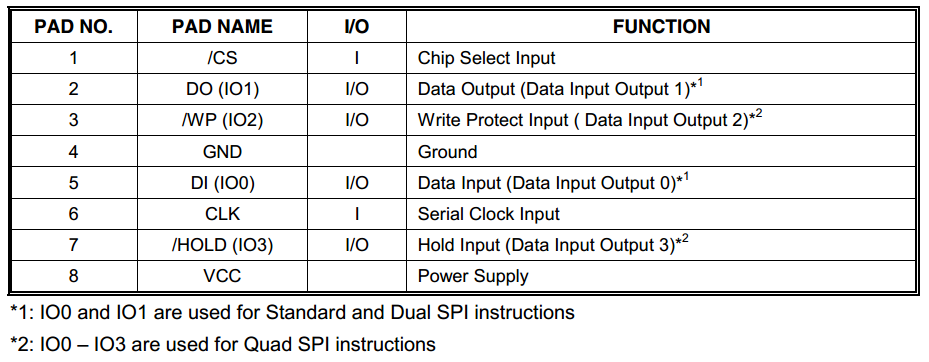 PAD NO. PAD NAME I/O FUNCTION
1 /CS I Chip Select Input
2 DO (IO1) I/O Data Output (Data Input Output 1)*1
3 /WP (IO2) I/O Write Protect Input ( Data Input Output 2)*2
4 GND Ground
5 DI (IO0) I/O Data Input (Data Input Output 0)*1
6 CLK I Serial Clock Input
7 /HOLD (IO3) I/O Hold Input (Data Input Output 3)*2
8 VCC Power Supply
*1: IO0 and IO1 are used for Standard and Dual SPI instructions
*2: IO0 – IO3 are used for Quad SPI instructions